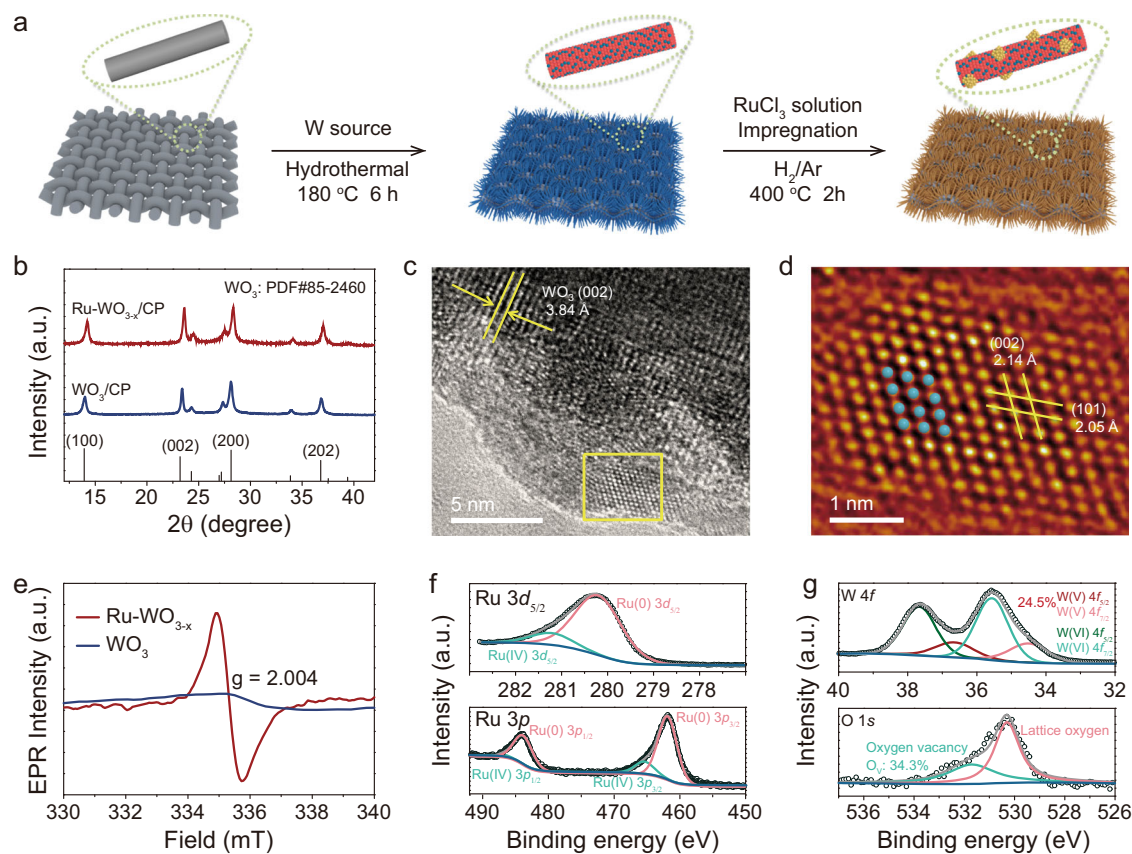 a
W source
Hydrothermal
180 °C 6 h
RuCl₃ solution
Impregnation
H₂/Ar
400 °C 2h
b
Intensity (a.u.)
WO₃: PDF#85-2460
Ru-WO₃₋ₓ/CP
WO₃/CP
(100)
(002)
(200)
(202)
15 20 25 30 35 40
2θ (degree)
c
WO₃ (002)
3.84 Å
5 nm
d
(002)
2.14 Å
(101)
2.05 Å
1 nm
e
EPR Intensity (a.u.)
Ru-WO₃₋ₓ
WO₃
g = 2.004
330 332 334 336 338 340
Field (mT)
f
Intensity (a.u.)
Ru 3d₅/₂
Ru(0) 3d₅/₂
Ru(IV) 3d₅/₂
282 281 280 279 278
Ru 3p
Ru(0) 3p₁/₂
Ru(0) 3p₃/₂
Ru(IV) 3p₁/₂
Ru(IV) 3p₃/₂
490 480 470 460 450
Binding energy (eV)
g
Intensity (a.u.)
W 4f
24.5%
W(V) 4f₅/₂
W(V) 4f₇/₂
W(VI) 4f₅/₂
W(VI) 4f₇/₂
40 38 36 34 32
O 1s
Oxygen vacancy
Oᵥ: 34.3%
Lattice oxygen
536 534 532 530 528 526
Binding energy (eV)